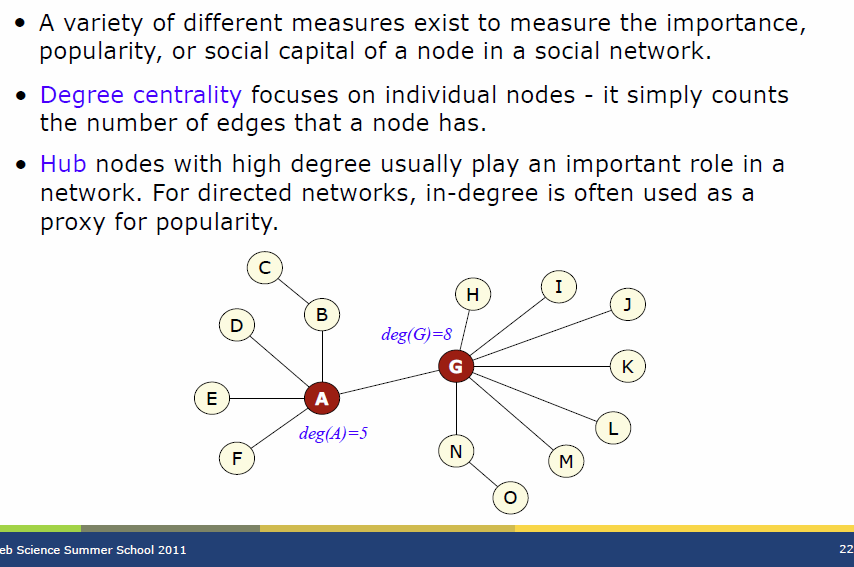 • A variety of different measures exist to measure the importance,
popularity, or social capital of a node in a social network.
• Degree centrality focuses on individual nodes - it simply counts
the number of edges that a node has.
• Hub nodes with high degree usually play an important role in a
network. For directed networks, in-degree is often used as a
proxy for popularity.
C
H
I
J
D
B
deg(G)=8
G
K
E
A
deg(A)=5
L
F
N
M
O
eb Science Summer School 2011
22